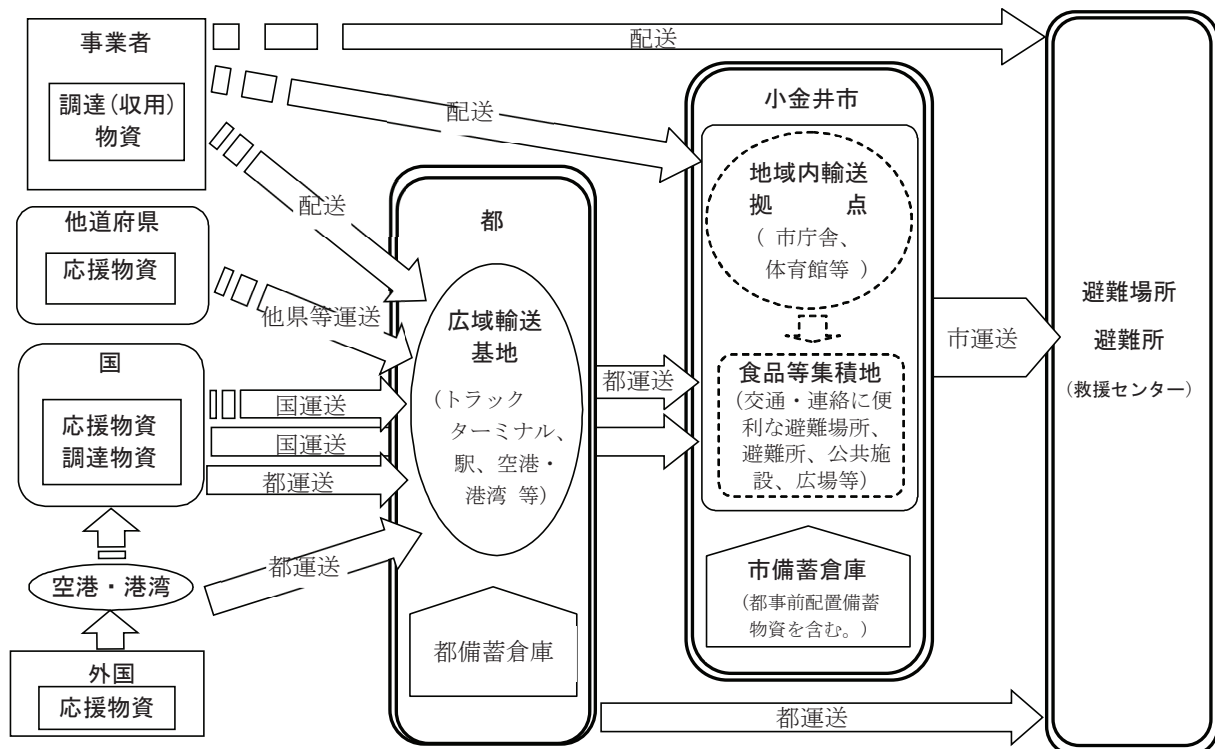 事業者
調達（収用）
物資
他道府県
応援物資
国
応援物資
調達物資
空港・港湾
外国
応援物資
配送
配送
配送
他県等運送
国運送
国運送
都運送
都運送
都
広域輸送
基地
（トラック
ターミナル、
駅、空港・
港湾 等）
都備蓄倉庫
都運送
小金井市
地域内輸送
拠　　点
（ 市庁舎、
体育館等 ）
食品等集積地
（交通・連絡に便
利な避難場所、
避難所、公共施
設、広場等）
市備蓄倉庫
（都事前配置備蓄
物資を含む。）
市運送
都運送
避難場所
避難所
（救援センター）